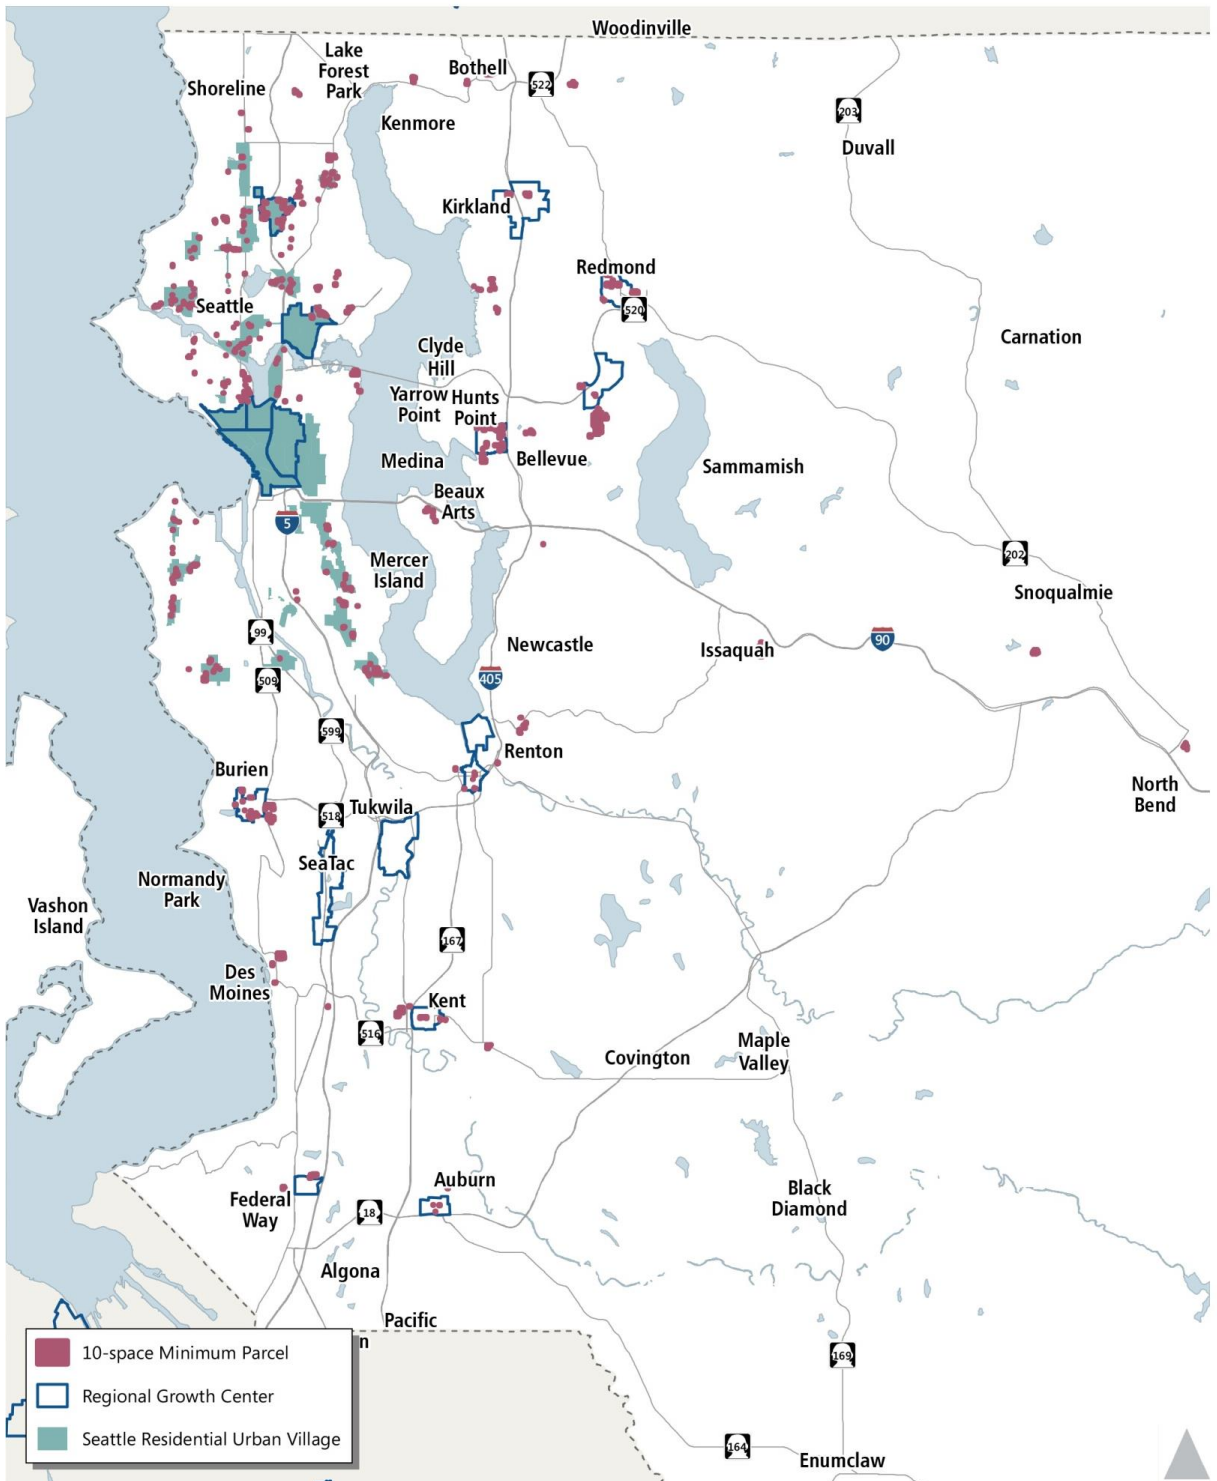 Woodinville
Lake
Forest
Park
Bothell
Shoreline
522
203
Kenmore
Duvall
Kirkland
Redmond
Seattle
520
Carnation
Clyde
Hill
Yarrow
Point
Hunts
Point
Medina
Bellevue
Sammamish
Beaux
Arts
5
202
Mercer
Island
Snoqualmie
99
Newcastle
Issaquah
90
509
405
599
Renton
Burien
North
Bend
Tukwila
518
SeaTac
Normandy
Park
Vashon
Island
167
Des
Moines
Kent
516
Covington
Maple
Valley
Auburn
Federal
Way
18
Black
Diamond
Algona
Pacific
n
10-space Minimum Parcel
Regional Growth Center
Seattle Residential Urban Village
169
164
Enumclaw